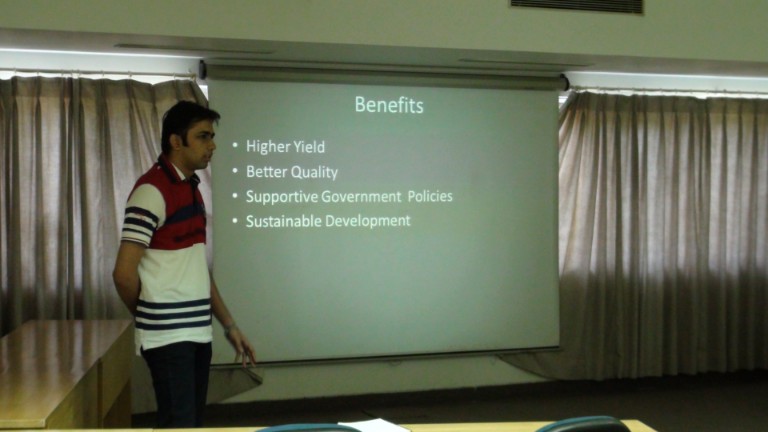 Benefits
• Higher Yield
• Better Quality
• Supportive Government Policies
• Sustainable Development